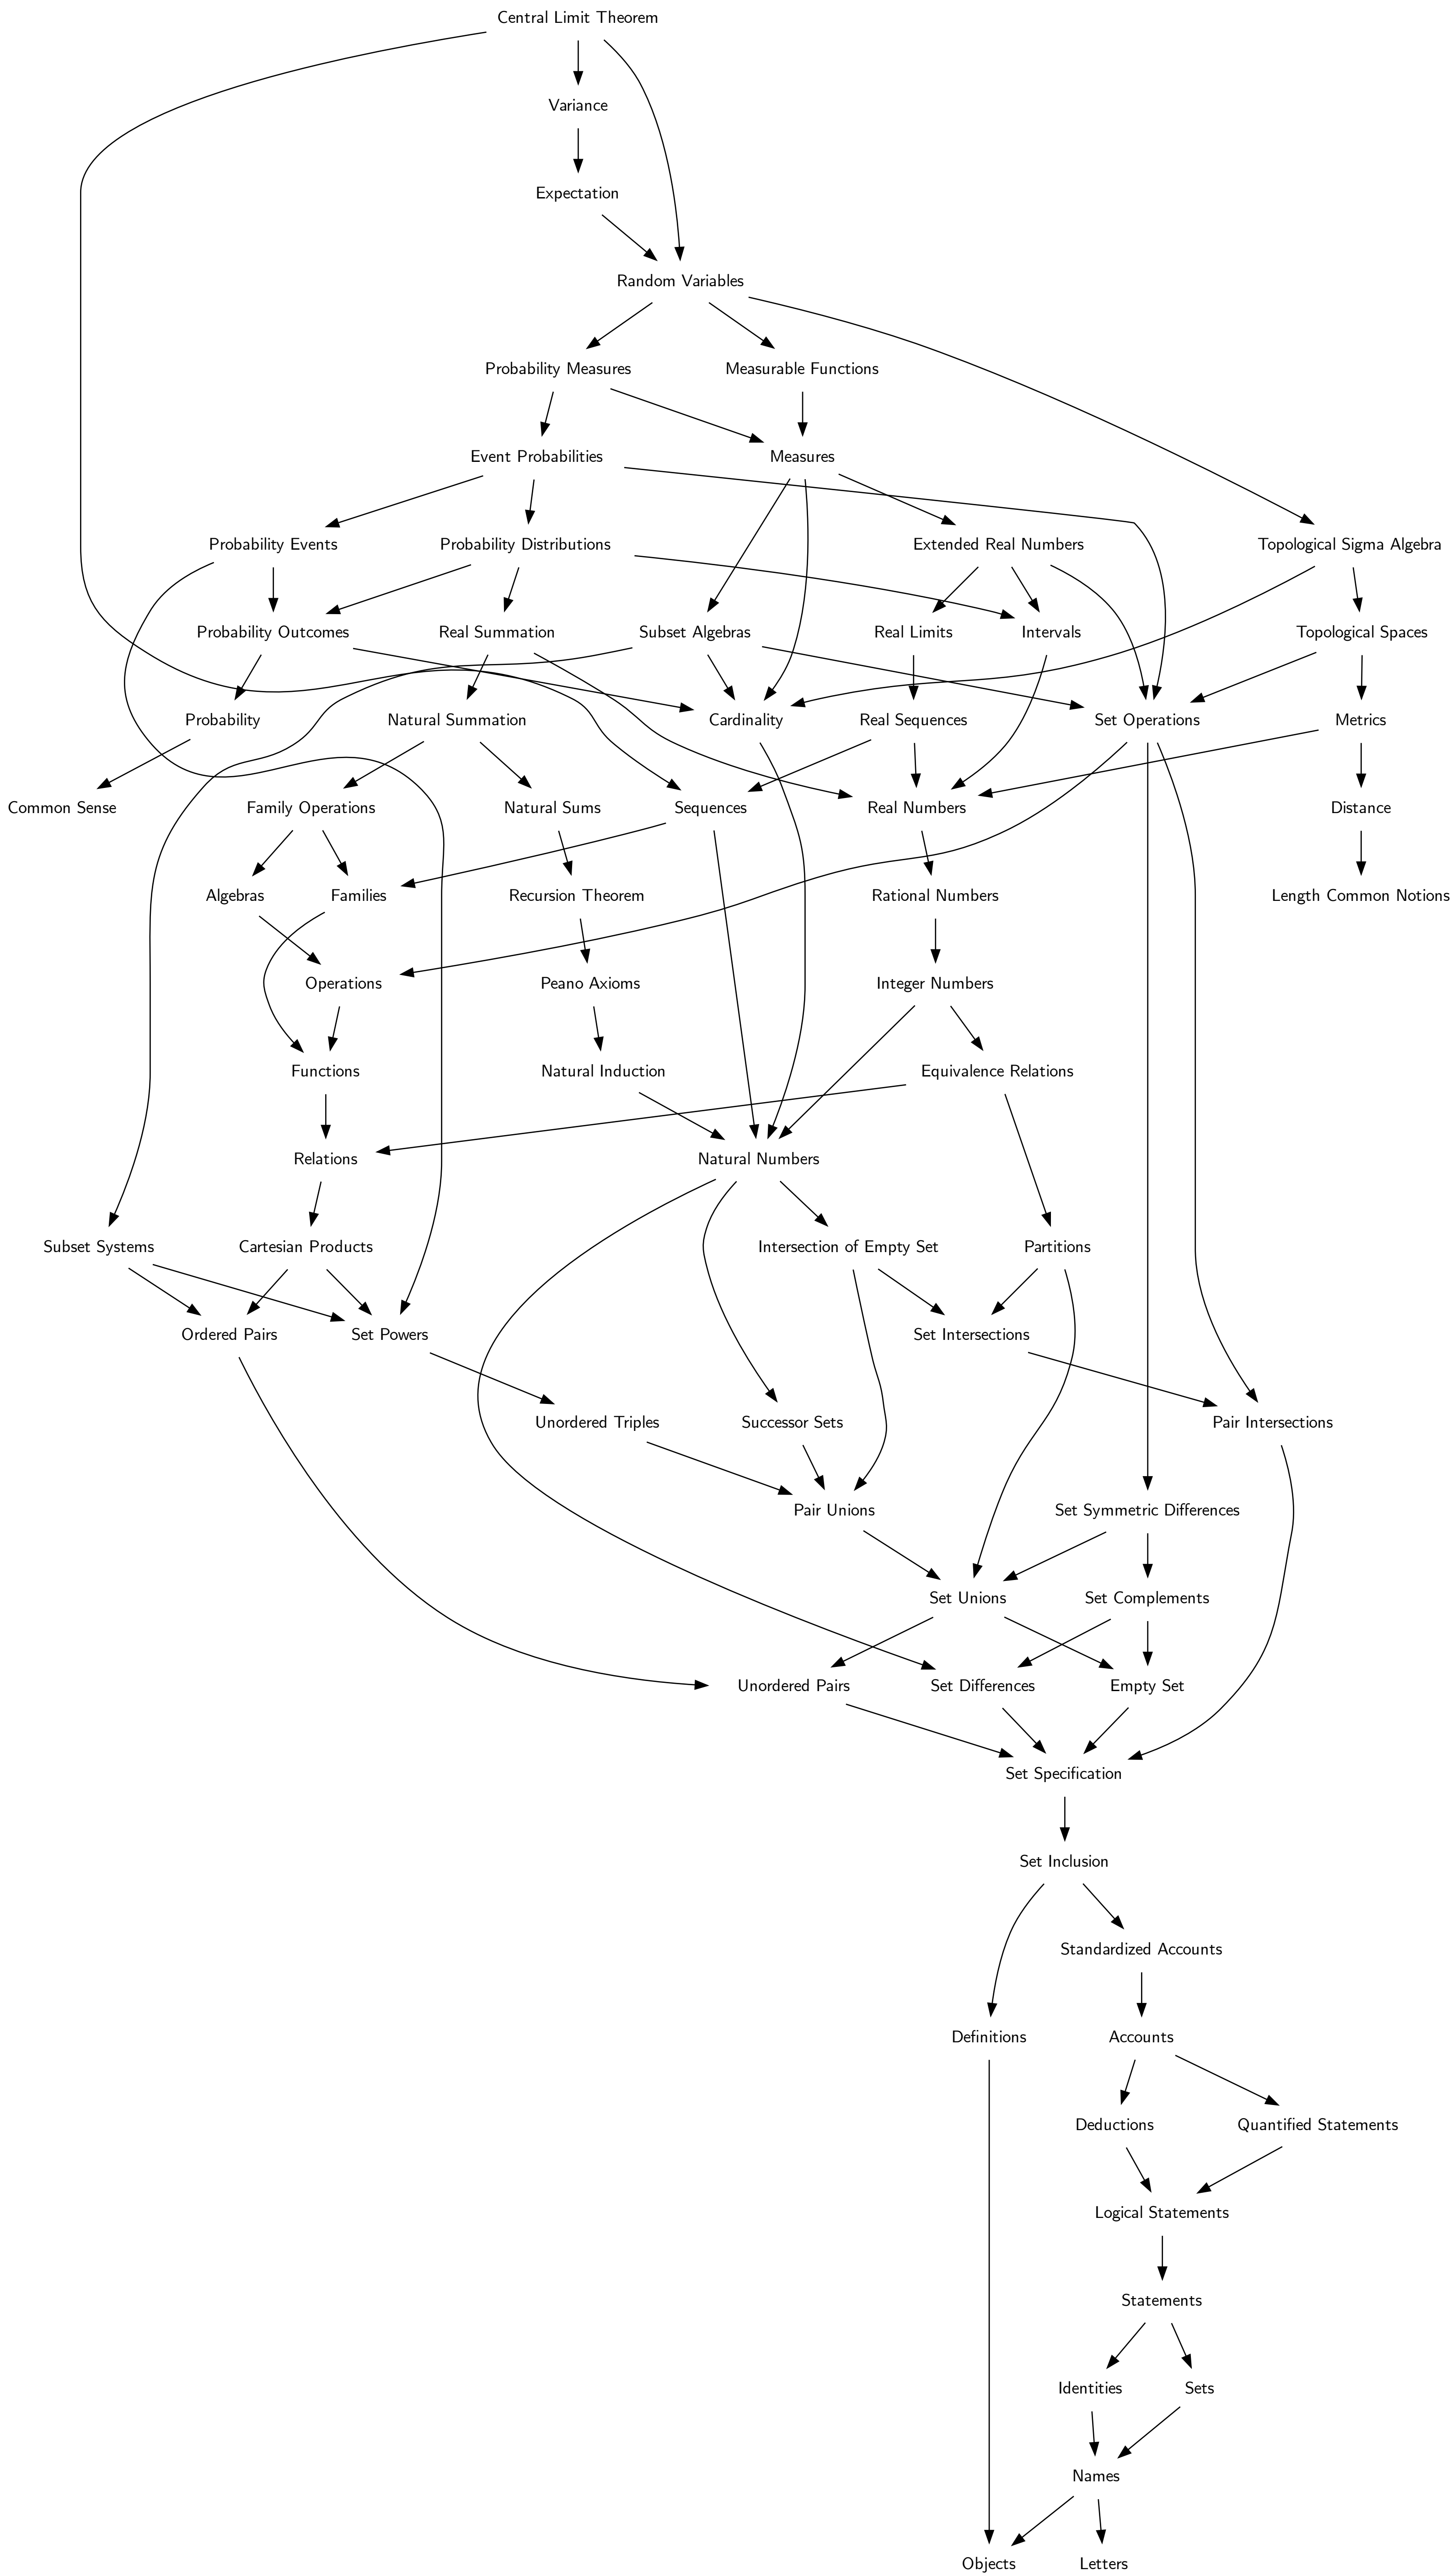 Central Limit Theorem
Variance
Expectation
Random Variables
Probability Measures
Measurable Functions
Event Probabilities
Measures
Probability Events
Probability Distributions
Extended Real Numbers
Topological Sigma Algebra
Probability Outcomes
Real Summation
Subset Algebras
Real Limits
Intervals
Topological Spaces
Probability
Natural Summation
Cardinality
Real Sequences
Set Operations
Metrics
Common Sense
Family Operations
Natural Sums
Sequences
Real Numbers
Distance
Algebras
Families
Recursion Theorem
Rational Numbers
Length Common Notions
Operations
Peano Axioms
Integer Numbers
Functions
Natural Induction
Equivalence Relations
Relations
Natural Numbers
Subset Systems
Cartesian Products
Intersection of Empty Set
Partitions
Ordered Pairs
Set Powers
Set Intersections
Unordered Triples
Successor Sets
Pair Intersections
Pair Unions
Set Symmetric Differences
Set Unions
Set Complements
Unordered Pairs
Set Differences
Empty Set
Set Specification
Set Inclusion
Standardized Accounts
Definitions
Accounts
Deductions
Quantified Statements
Logical Statements
Statements
Identities
Sets
Names
Objects
Letters